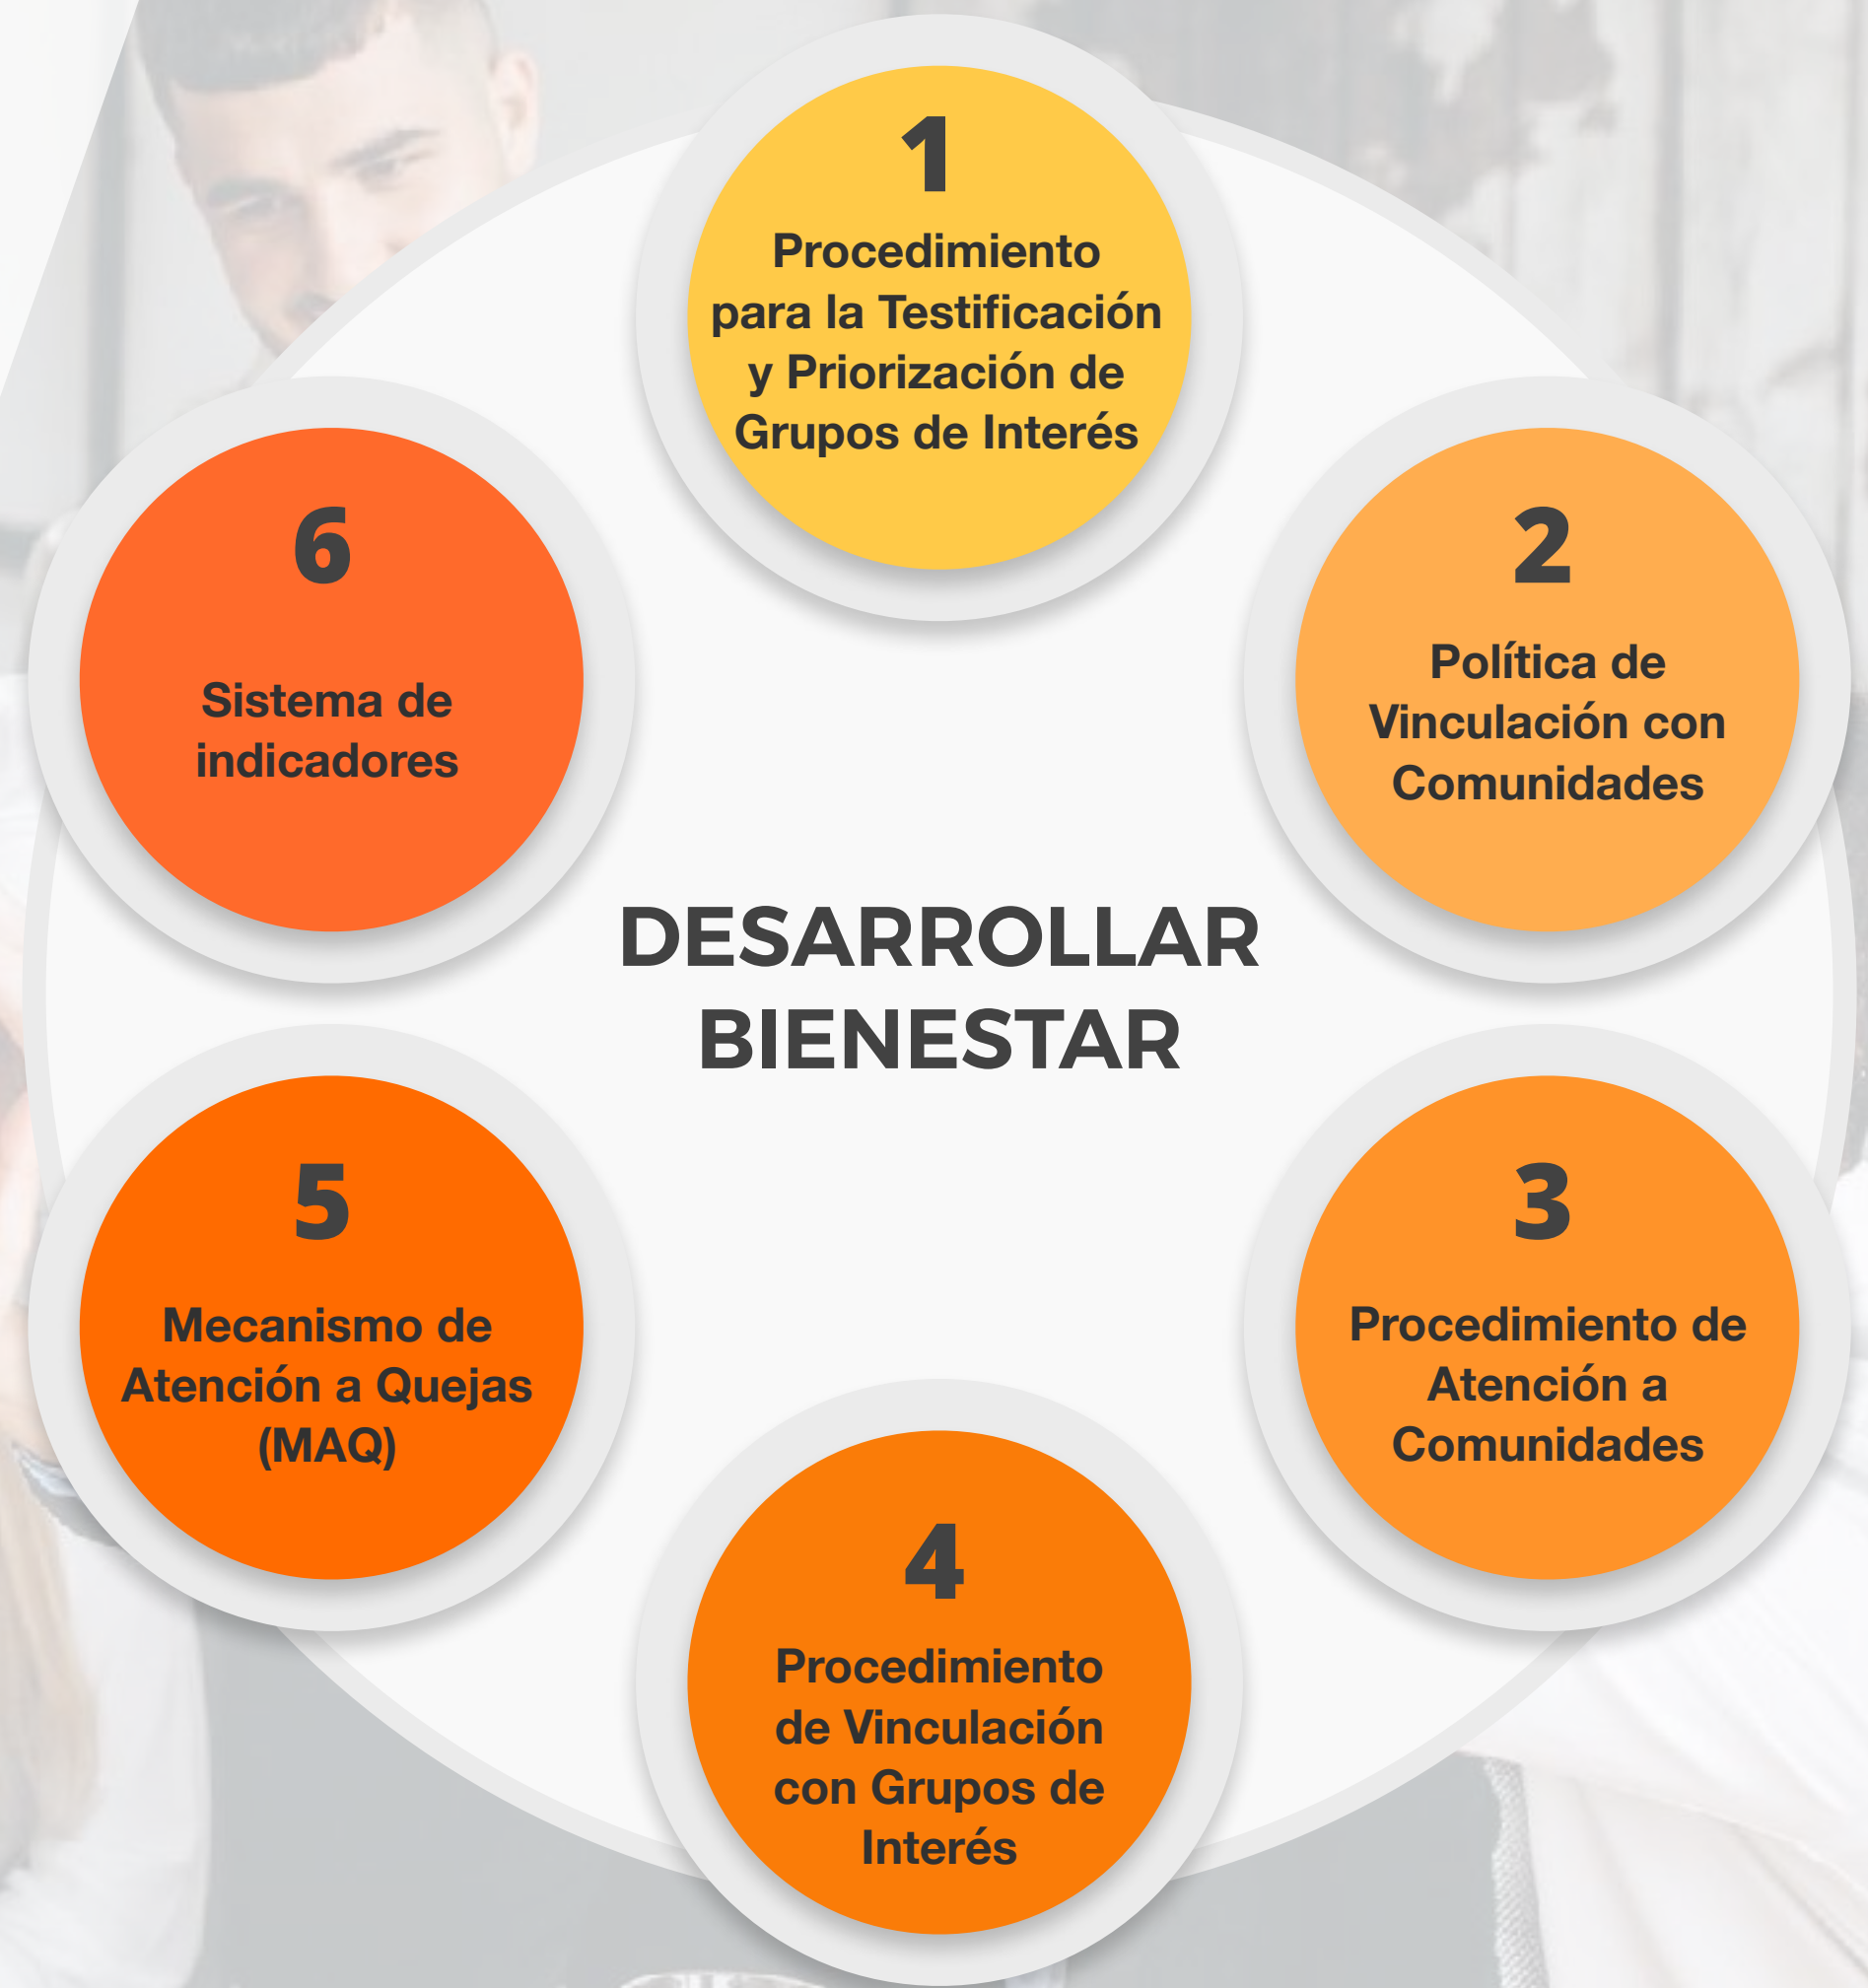 1
Procedimiento
para la Testificación
y Priorización de
Grupos de Interés
2
Política de
Vinculación con
Comunidades
3
Procedimiento de
Atención a
Comunidades
4
Procedimiento
de Vinculación
con Grupos de
Interés
5
Mecanismo de
Atención a Quejas
(MAQ)
6
Sistema de
indicadores
DESARROLLAR
BIENESTAR